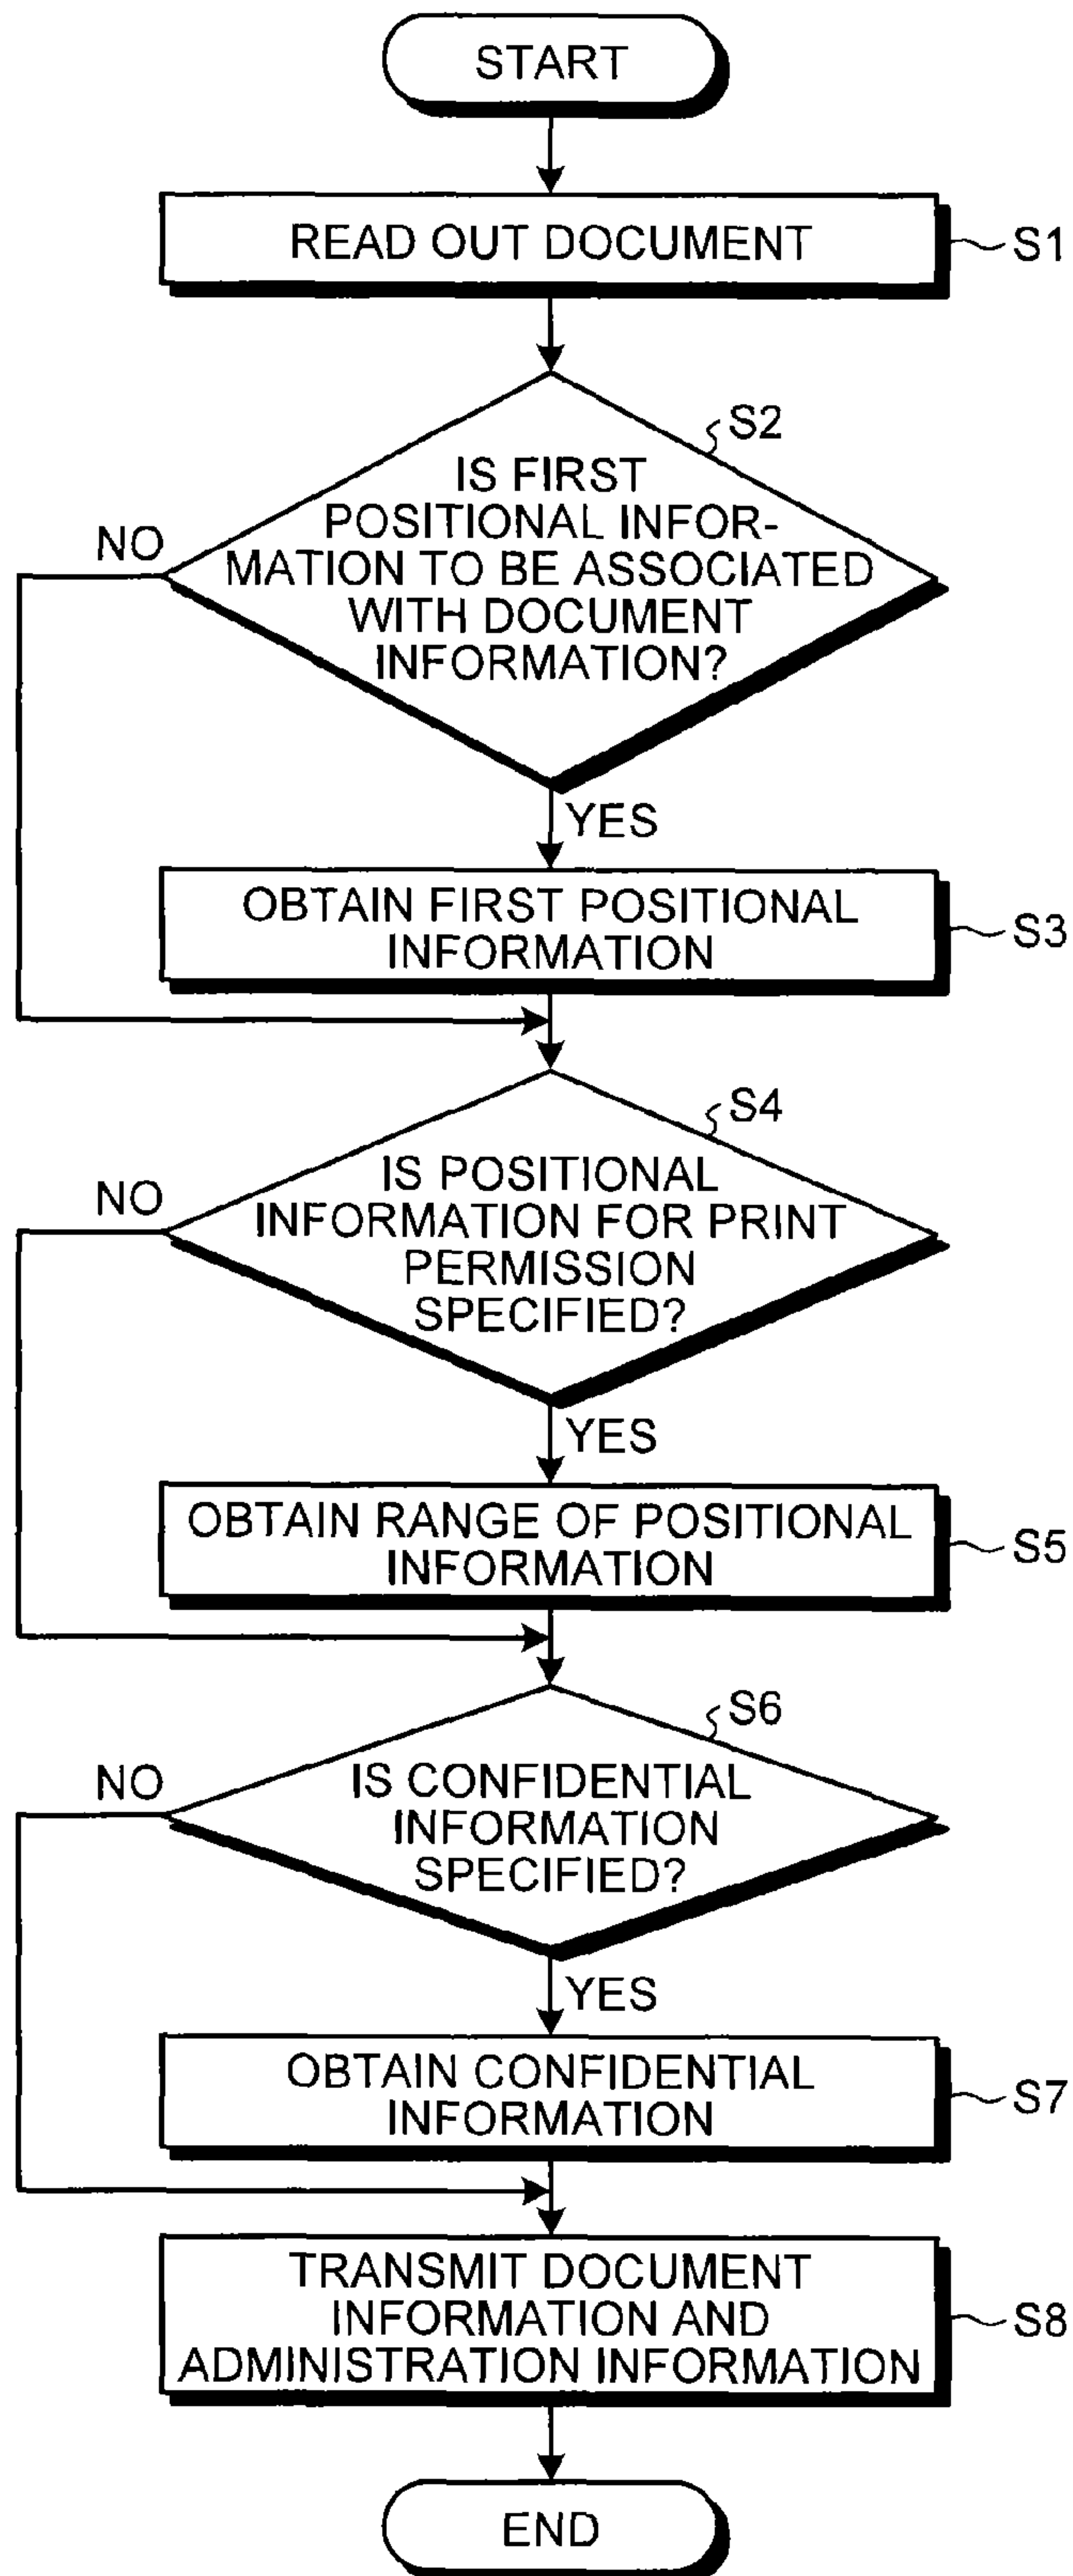 START
READ OUT DOCUMENT
S1
S2
IS FIRST
POSITIONAL INFOR-
MATION TO BE ASSOCIATED
WITH DOCUMENT
INFORMATION?
NO
YES
OBTAIN FIRST POSITIONAL
INFORMATION
S3
S4
IS POSITIONAL
INFORMATION FOR PRINT
PERMISSION
SPECIFIED?
NO
YES
OBTAIN RANGE OF POSITIONAL
INFORMATION
S5
S6
IS CONFIDENTIAL
INFORMATION
SPECIFIED?
NO
YES
OBTAIN CONFIDENTIAL
INFORMATION
S7
TRANSMIT DOCUMENT
INFORMATION AND
ADMINISTRATION INFORMATION
S8
END